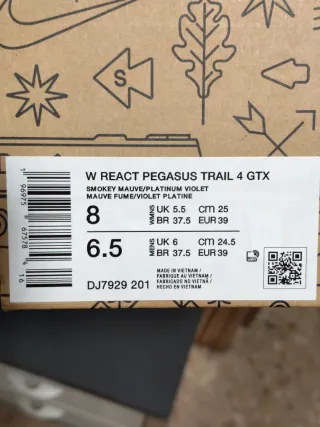 S
W REACT PEGASUS TRAIL 4 GTX
SMOKEY MAUVE/PLATINUM VIOLET
MAUVE FUME/VIOLET PLATINE
8 WMNS UK 5.5 cm 25
BR 37.5 EUR 39
6.5 MENS UK 6 cm 24.5
BR 37.5 EUR 39
DJ7929 201
MADE IN VIETNAM /
FABRIQUE AU VIETNAM /
FABRICADO NO VIETNÃ /
HECHO EN VIETNAM